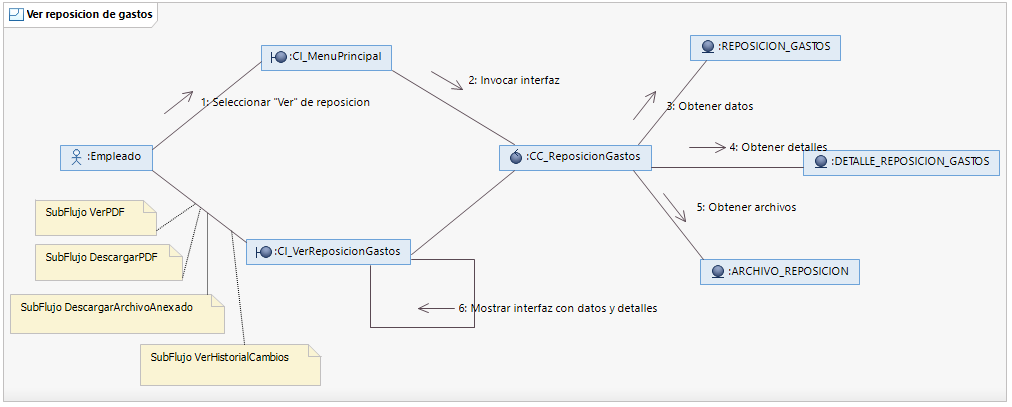 Ver reposicion de gastos
:CI_MenuPrincipal
:REPOSICION_GASTOS
2: Invocar interfaz
1: Seleccionar "Ver" de reposicion
3: Obtener datos
:Empleado
:CC_ReposicionGastos
4: Obtener detalles
:DETALLE_REPOSICION_GASTOS
SubFlujo VerPDF
5: Obtener archivos
SubFlujo DescargarPDF
:CI_VerReposicionGastos
:ARCHIVO_REPOSICION
SubFlujo DescargarArchivoAnexado
6: Mostrar interfaz con datos y detalles
SubFlujo VerHistorialCambios